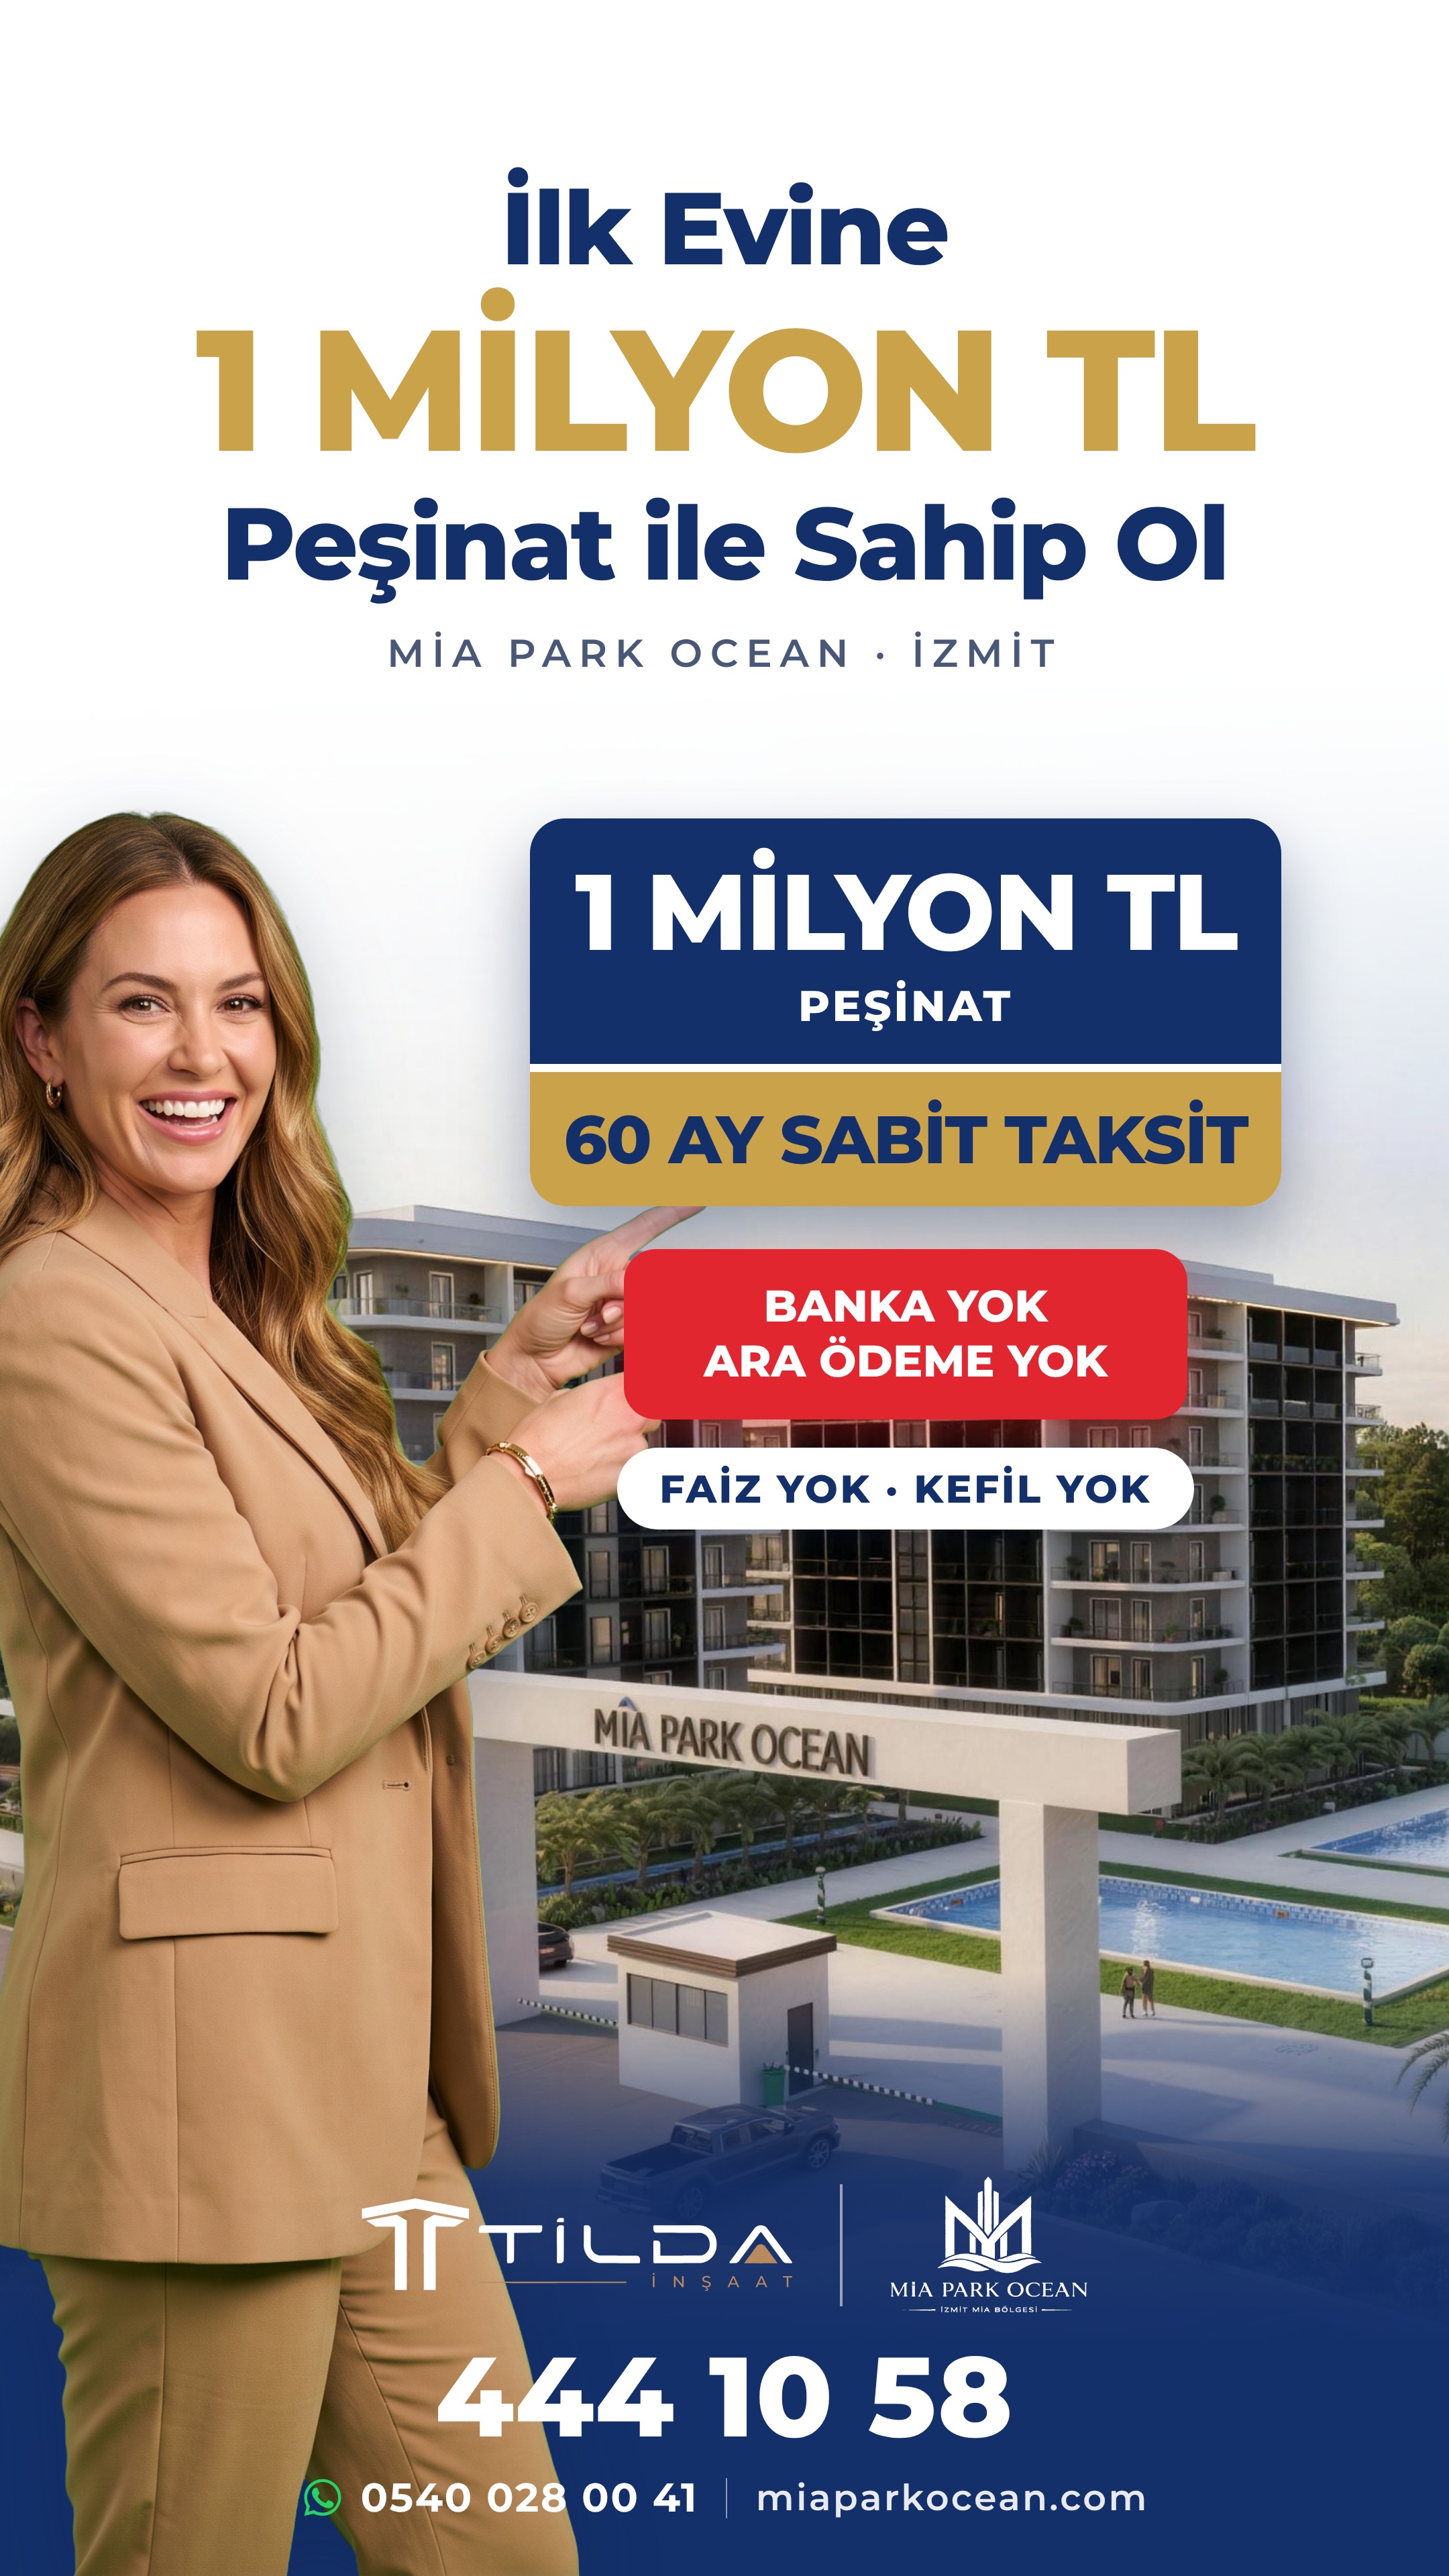 İlk Evine
1 MİLYON TL
Peşinat ile Sahip Ol
MİA PARK OCEAN · İZMİT
1 MİLYON TL
PEŞİNAT
60 AY SABİT TAKSİT
BANKA YOK
ARA ÖDEME YOK
FAİZ YOK · KEFİL YOK
MİA PARK OCEAN
TİLDA
İNŞAAT
MİA PARK OCEAN
İZMİT MİA BÖLGESİ
444 10 58
0540 028 00 41 | miaparkocean.com